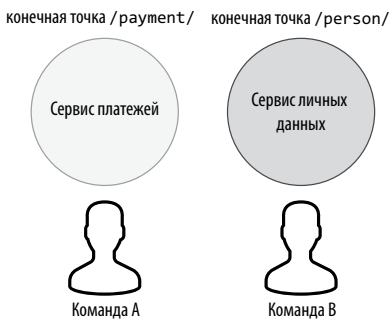 конечная точка /payment/
конечная точка /person/
Сервис платежей
Сервис личных
данных
Команда A
Команда B